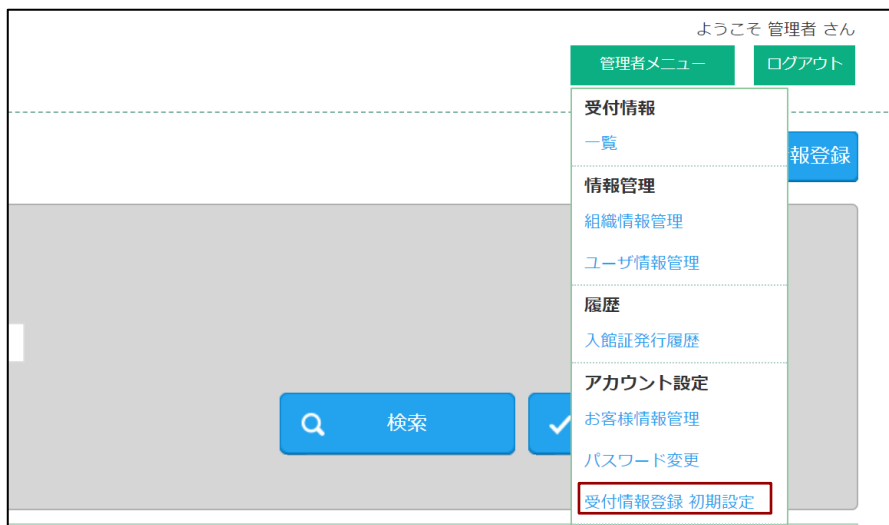 ようこそ 管理者 さん
管理者メニュー
ログアウト
受付情報
一覧
報登録
情報管理
組織情報管理
ユーザ情報管理
履歴
入館証発行履歴
アカウント設定
検索
お客様情報管理
パスワード変更
受付情報登録 初期設定